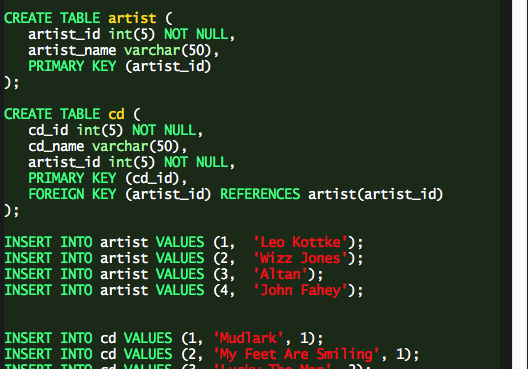 CREATE TABLE artist (
artist_id int(5) NOT NULL,
artist_name varchar(50),
PRIMARY KEY (artist_id)
);
CREATE TABLE cd (
cd_id int(5) NOT NULL,
cd_name varchar(50),
artist_id int(5) NOT NULL,
PRIMARY KEY (cd_id),
FOREIGN KEY (artist_id) REFERENCES artist(artist_id)
);
INSERT INTO artist VALUES (1,  'Leo Kottke');
INSERT INTO artist VALUES (2,  'Wizz Jones');
INSERT INTO artist VALUES (3,  'Altan');
INSERT INTO artist VALUES (4,  'John Fahey');
INSERT INTO cd VALUES (1, 'Mudlark', 1);
INSERT INTO cd VALUES (2, 'My Feet Are Smiling', 1);
INSERT INTO cd VALUES (3, 'Lucky The Man', 2);